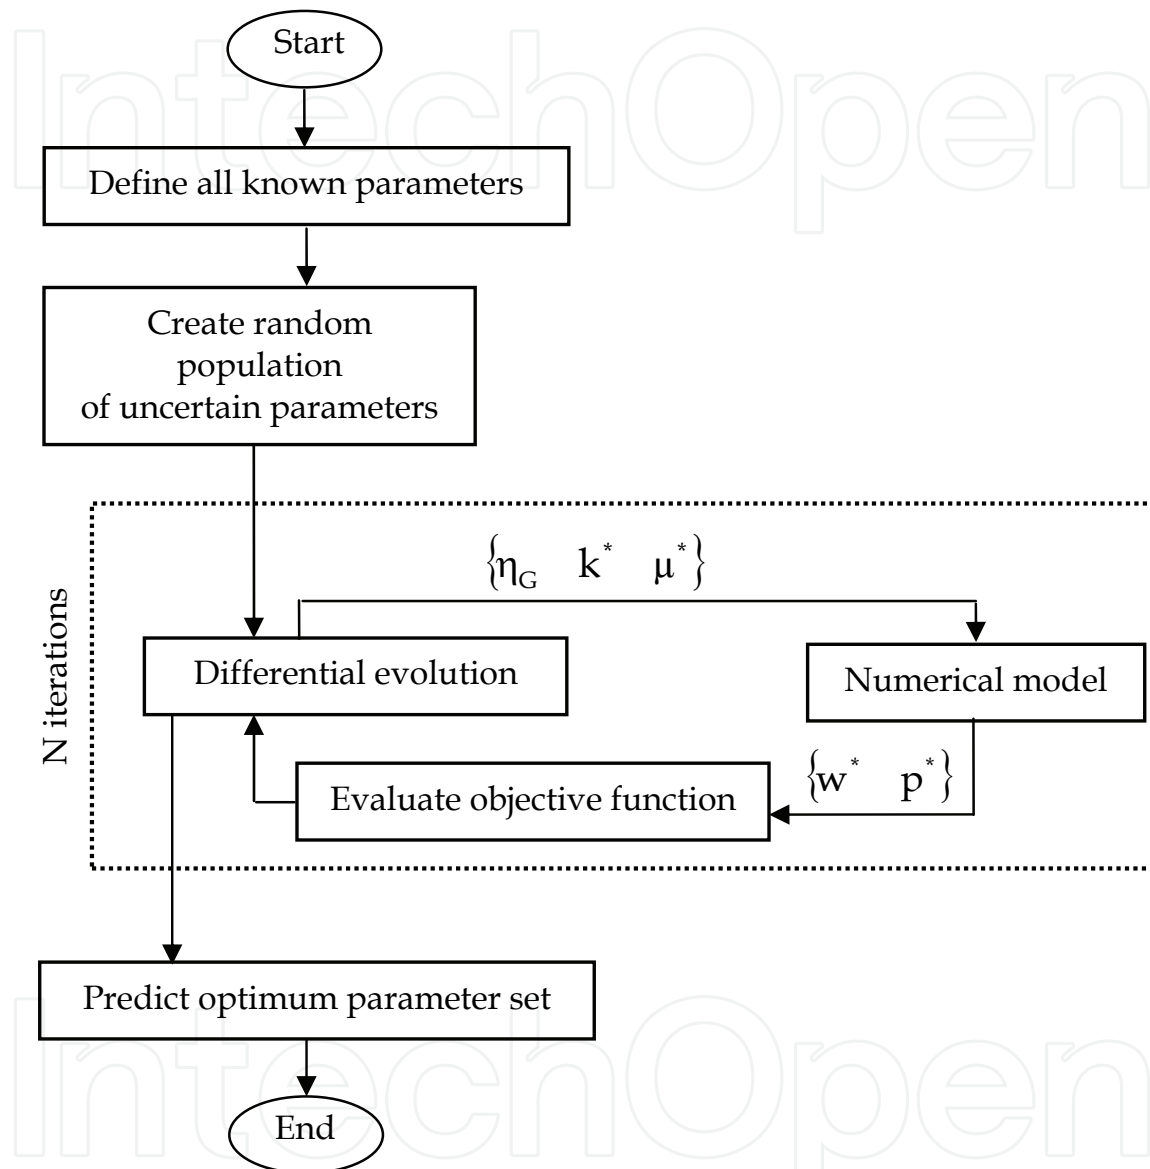 IntechOpen
Start
Define all known parameters
Create random
population
of uncertain parameters
N iterations
{η_G k* μ*}
Differential evolution
Numerical model
{w* p*}
Evaluate objective function
Predict optimum parameter set
IntechOpen
End